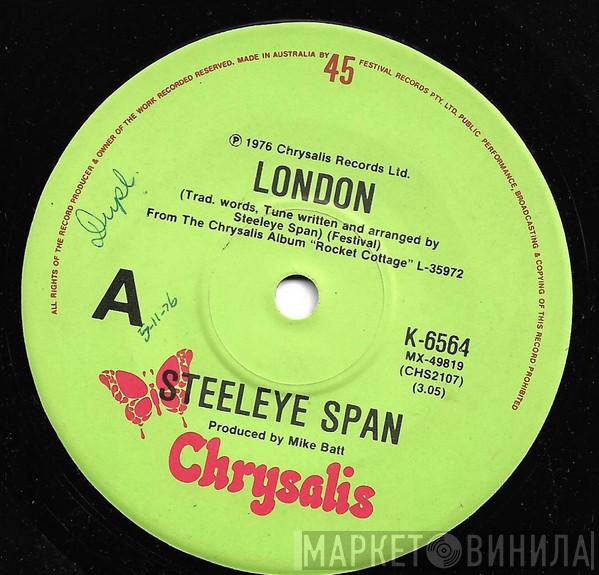 ALL RIGHTS OF THE RECORD PRODUCER & OWNER OF THE WORK RECORDED RESERVED. MADE IN AUSTRALIA BY 45 FESTIVAL RECORDS PTY. LTD. PUBLIC PERFORMANCE, BROADCASTING & COPYING OF THIS RECORD PROHIBITED
℗ 1976 Chrysalis Records Ltd.
LONDON
(Trad. words, Tune written and arranged by
Steeleye Span) (Festival)
From The Chrysalis Album "Rocket Cottage" L-35972
Dupl.
A
5-11-76
K-6564
MX-49819
(CHS2107)
(3.05)
STEELEYE SPAN
Produced by Mike Batt
Chrysalis
МАРКЕТ ВИНИЛА